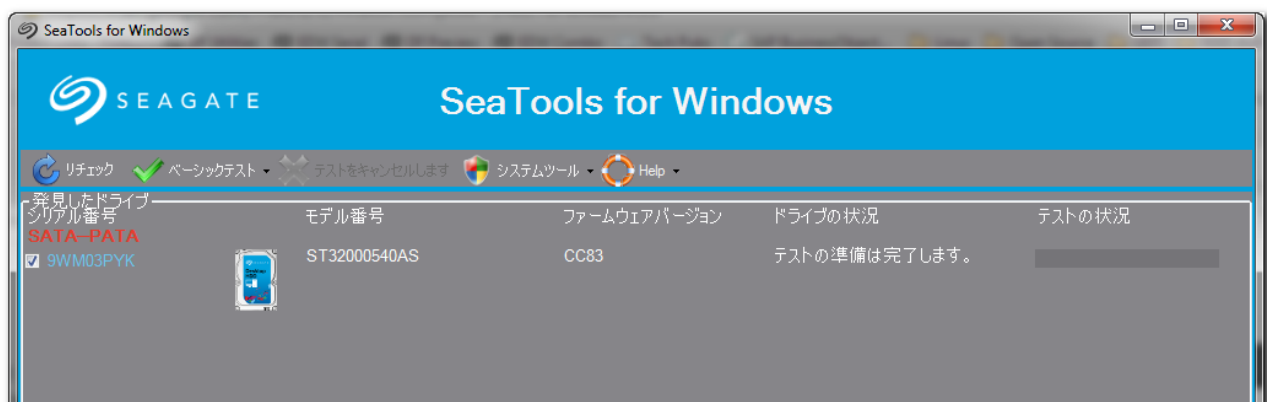 SeaTools for Windows
SEAGATE
SeaTools for Windows
リチェック ベーシックテスト テストをキャンセルします システムツール Help
発見したドライブ
シリアル番号 モデル番号 ファームウェアバージョン ドライブの状況 テストの状況
SATA-PATA
9WM03PYK ST32000540AS CC83 テストの準備は完了します。